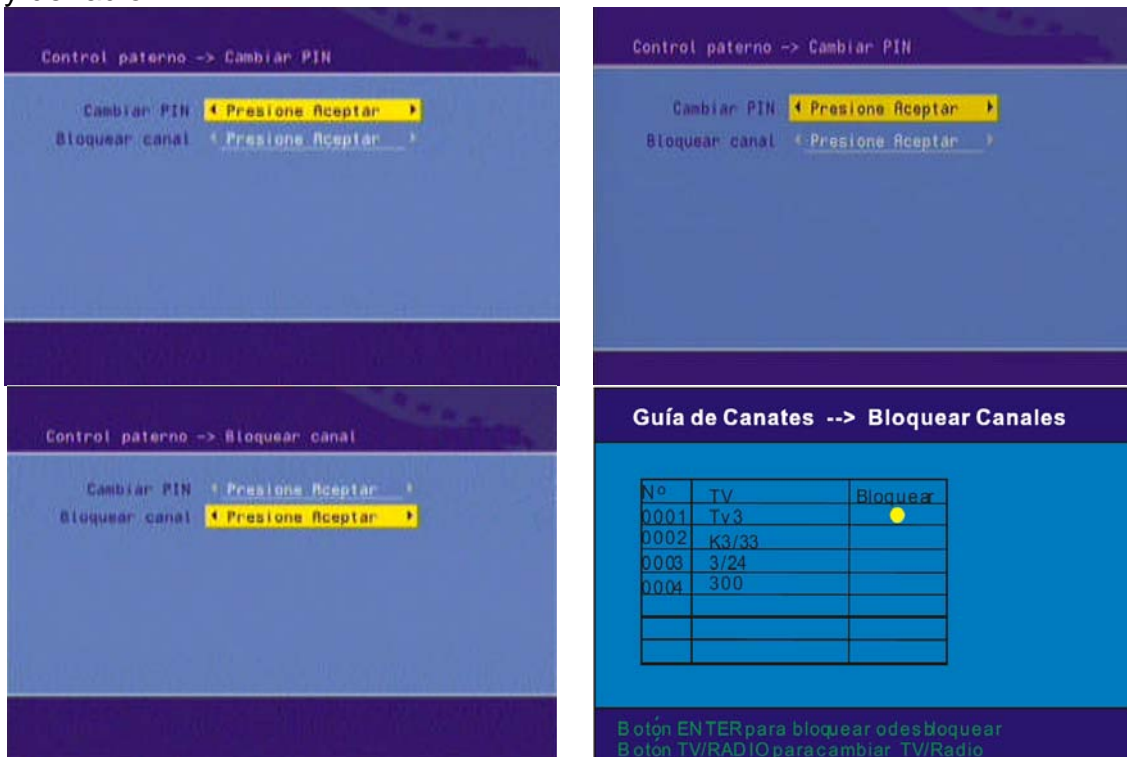 Control paterno -> Cambiar PIN
Cambiar PIN Presione Aceptar
Bloquear canal Presione Aceptar
Control paterno -> Cambiar PIN
Cambiar PIN Presione Aceptar
Bloquear canal Presione Aceptar
Control paterno -> Bloquear canal
Cambiar PIN Presione Aceptar
Bloquear canal Presione Aceptar
Guía de Canates --> Bloquear Canales
Nº TV Bloquear
0001 Tv3
0002 K3/33
0003 3/24
0004 300
Botón ENTER para bloquear o desbloquear
Botón TV/RADIO para cambiar TV/Radio